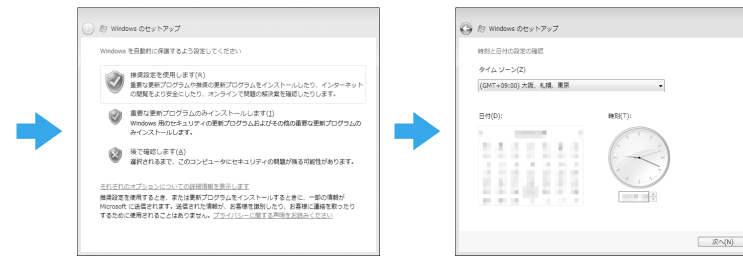 Windows のセットアップ
Windows を自動的に保護するよう設定してください
推奨設定を使用します(R)
重要な更新プログラムや推奨の更新プログラムをインストールしたり、インターネット
の閲覧をより安全にしたり、オンラインで問題の解決策を確認したりします。
重要な更新プログラムのみインストールします(I)
Windows 用のセキュリティの更新プログラムおよびその他の重要な更新プログラムの
みインストールします。
後で確認します(A)
選択されるまで、このコンピュータにセキュリティの問題が残る可能性があります。
それぞれのオプションについての詳細情報を表示します
推奨設定を使用するとき、または更新プログラムをインストールするときに、一部の情報が
Microsoft に送信されます。送信された情報が、お客様を識別したり、お客様に連絡を取ったり
するために使用されることはありません。プライバシーに関する声明をお読みください
Windows のセットアップ
時刻と日付の設定の確認
タイム ゾーン(Z)
(GMT+09:00) 大阪、札幌、東京
日付(D):
時刻(T):
次へ(N)